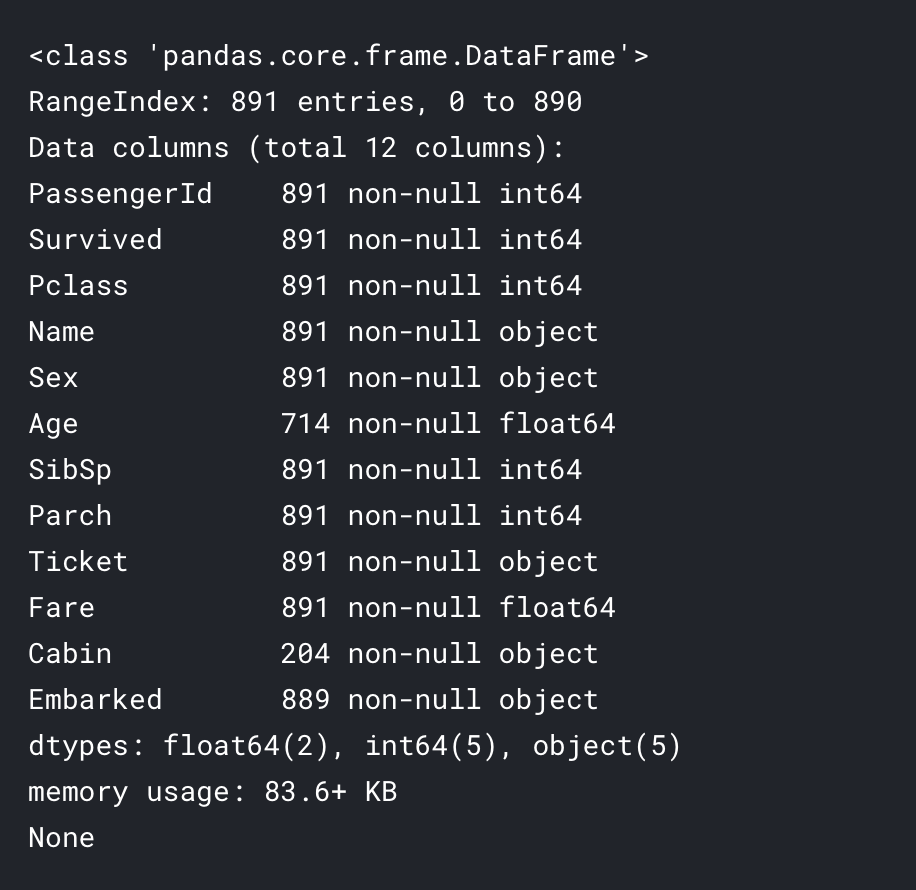 <class 'pandas.core.frame.DataFrame'>
RangeIndex: 891 entries, 0 to 890
Data columns (total 12 columns):
PassengerId    891 non-null int64
Survived       891 non-null int64
Pclass         891 non-null int64
Name           891 non-null object
Sex            891 non-null object
Age            714 non-null float64
SibSp          891 non-null int64
Parch          891 non-null int64
Ticket         891 non-null object
Fare           891 non-null float64
Cabin          204 non-null object
Embarked       889 non-null object
dtypes: float64(2), int64(5), object(5)
memory usage: 83.6+ KB
None